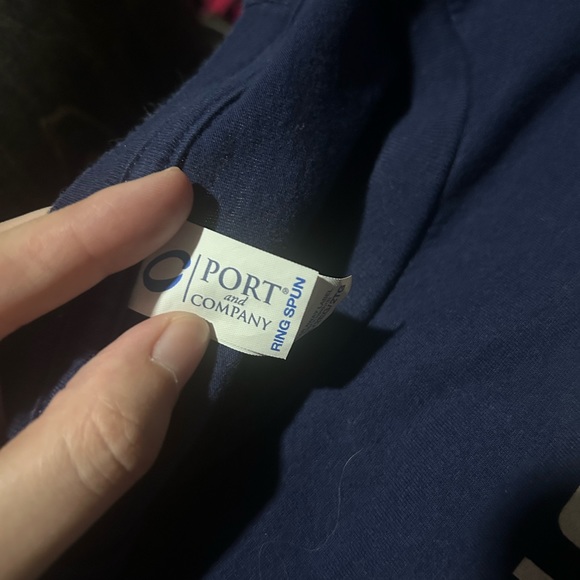 PORT®
and
COMPANY
RING SPUN